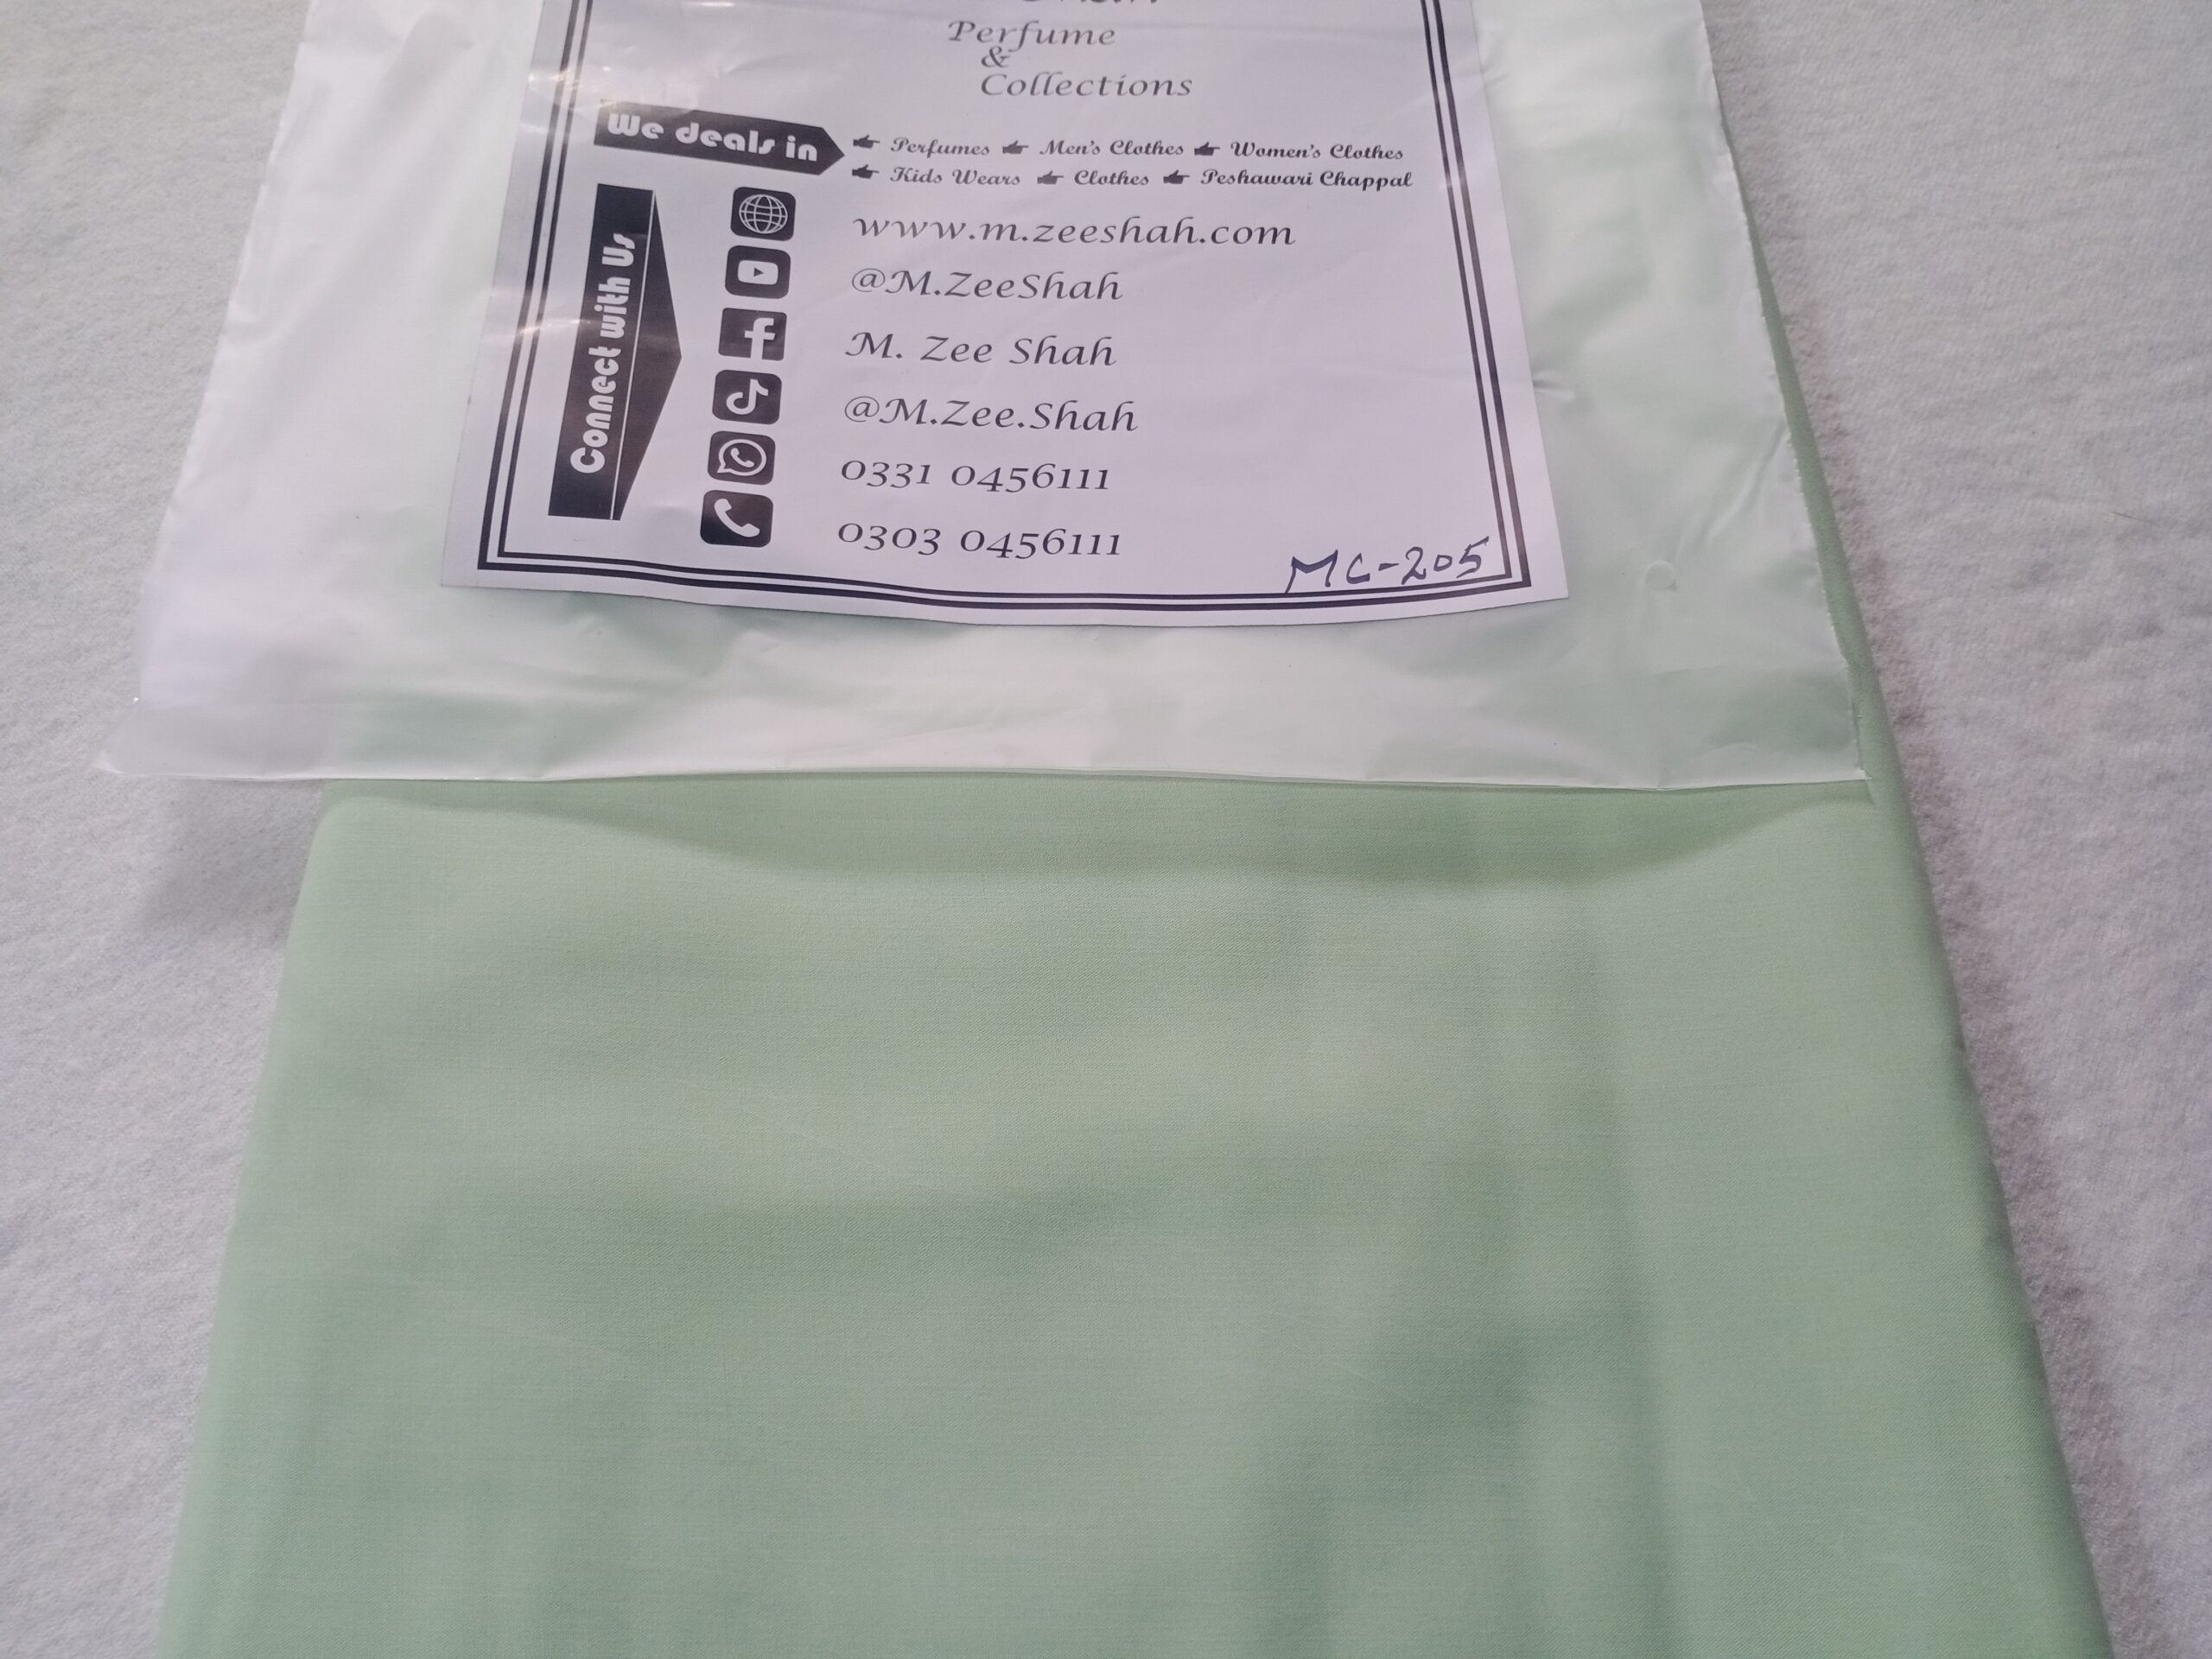 Perfume
&
Collections
We deals in
Perfumes Men's Clothes Women's Clothes
Kids Wears Clothes Peshawari Chappal
Connect with Us
www.m.zeeshah.com
@M.ZeeShah
M. Zee Shah
@M.Zee.Shah
0331 0456111
0303 0456111
MC-205